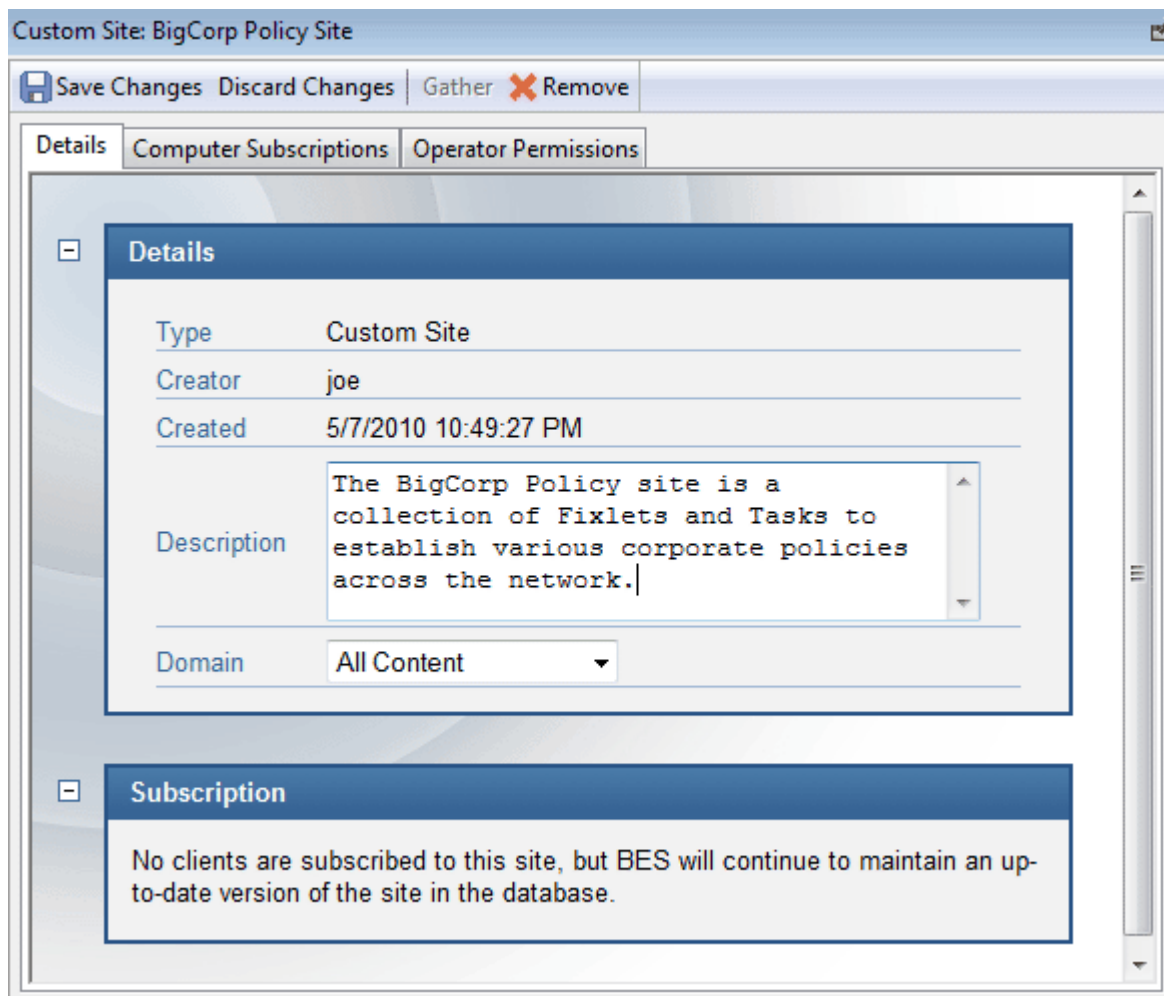 Custom Site: BigCorp Policy Site
Save Changes Discard Changes Gather Remove
Details Computer Subscriptions Operator Permissions
Details
Type Custom Site
Creator joe
Created 5/7/2010 10:49:27 PM
Description
The BigCorp Policy site is a
collection of Fixlets and Tasks to
establish various corporate policies
across the network.
Domain All Content
Subscription
No clients are subscribed to this site, but BES will continue to maintain an up-
to-date version of the site in the database.